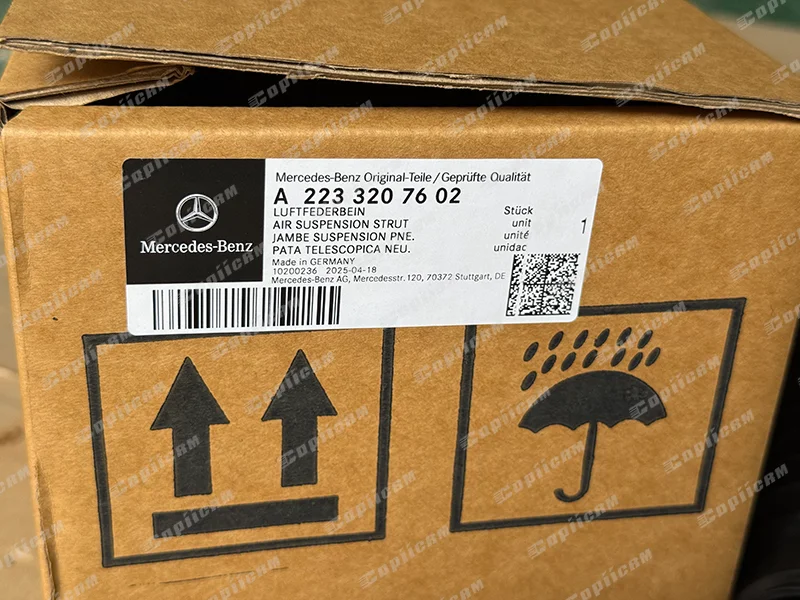 Mercedes-Benz Original-Teile/Geprüfte Qualität
A 223 320 76 02
LUFTFEDERBEIN Stück
AIR SUSPENSION STRUT unit 1
JAMBE SUSPENSION PNE. unité
PATA TELESCOPICA NEU. unidac
Made in GERMANY
10200236 2025-04-18
Mercedes-Benz AG, Mercedesstr.120, 70372 Stuttgart, DE
Mercedes-Benz
Copiicam